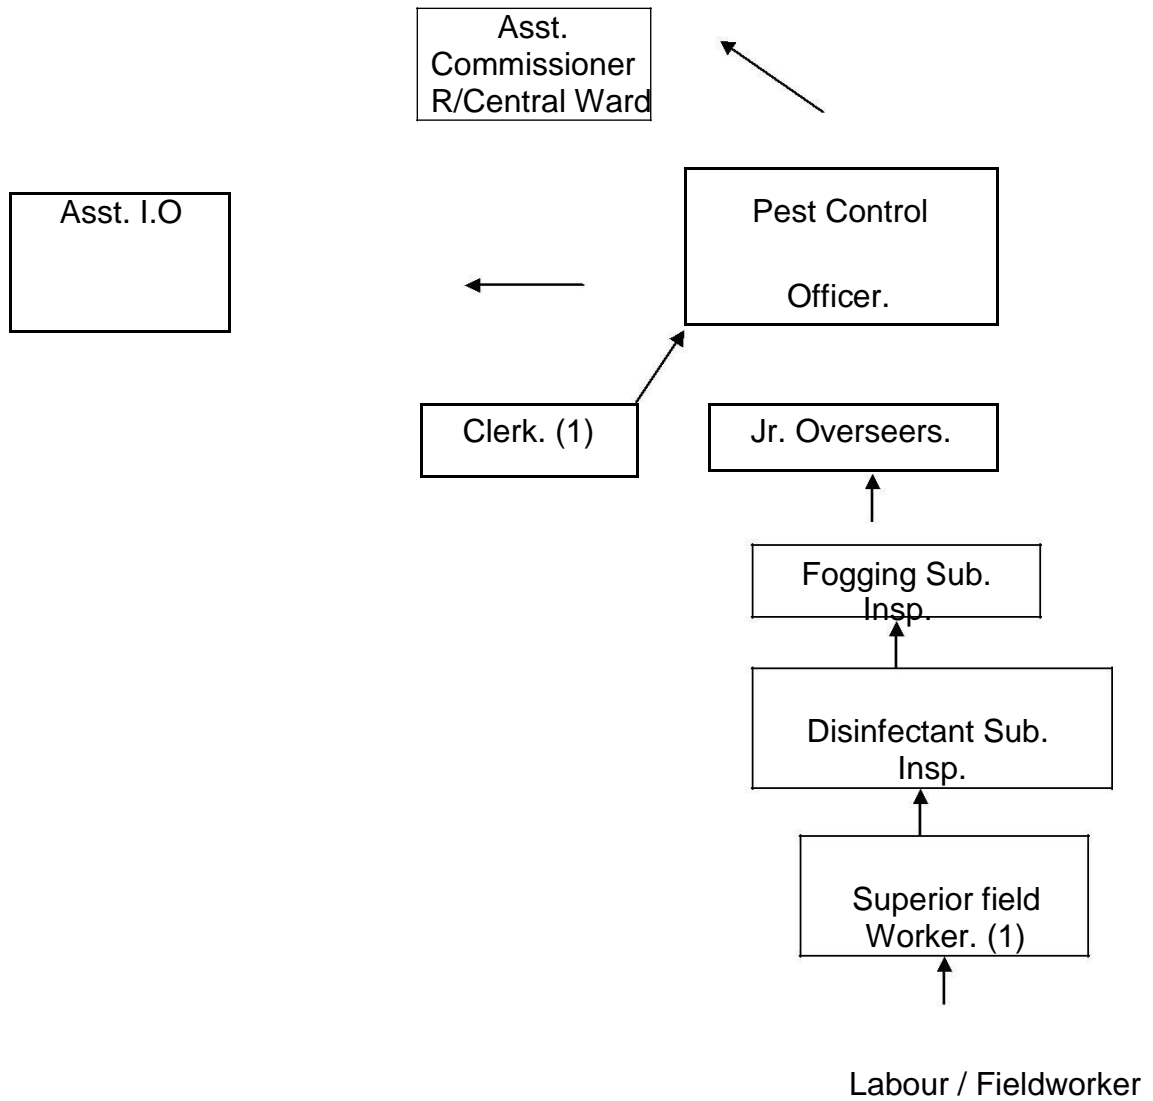 Asst.
Commissioner
R/Central Ward
Asst. I.O
Pest Control
Officer.
Clerk. (1)
Jr. Overseers.
Fogging Sub.
Insp.
Disinfectant Sub.
Insp.
Superior field
Worker. (1)
Labour / Fieldworker